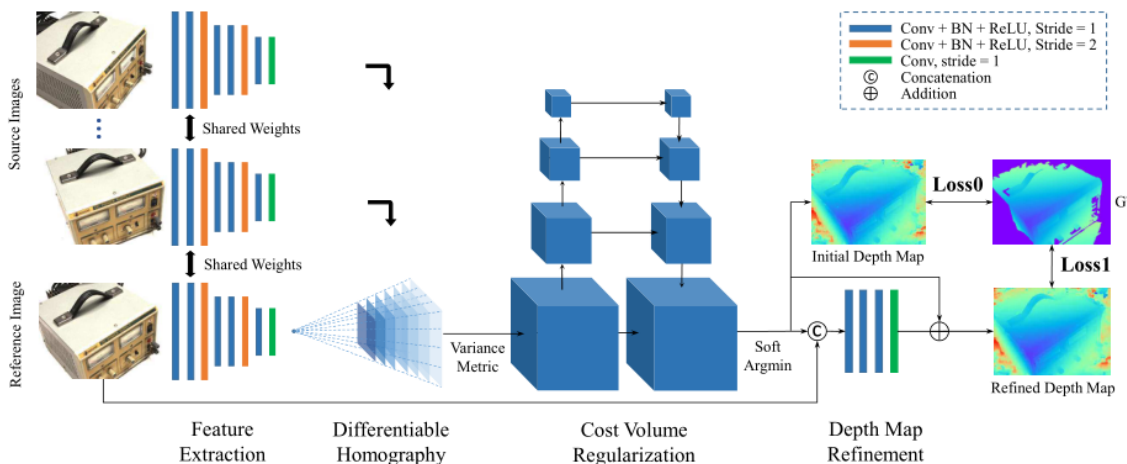 Source Images
Reference Image
Shared Weights
Shared Weights
Conv + BN + ReLU, Stride = 1
Conv + BN + ReLU, Stride = 2
Conv, stride = 1
C Concatenation
Addition
Variance
Metric
Soft
Argmin
C
Initial Depth Map
Loss0
G
Loss1
Refined Depth Map
Feature
Extraction
Differentiable
Homography
Cost Volume
Regularization
Depth Map
Refinement